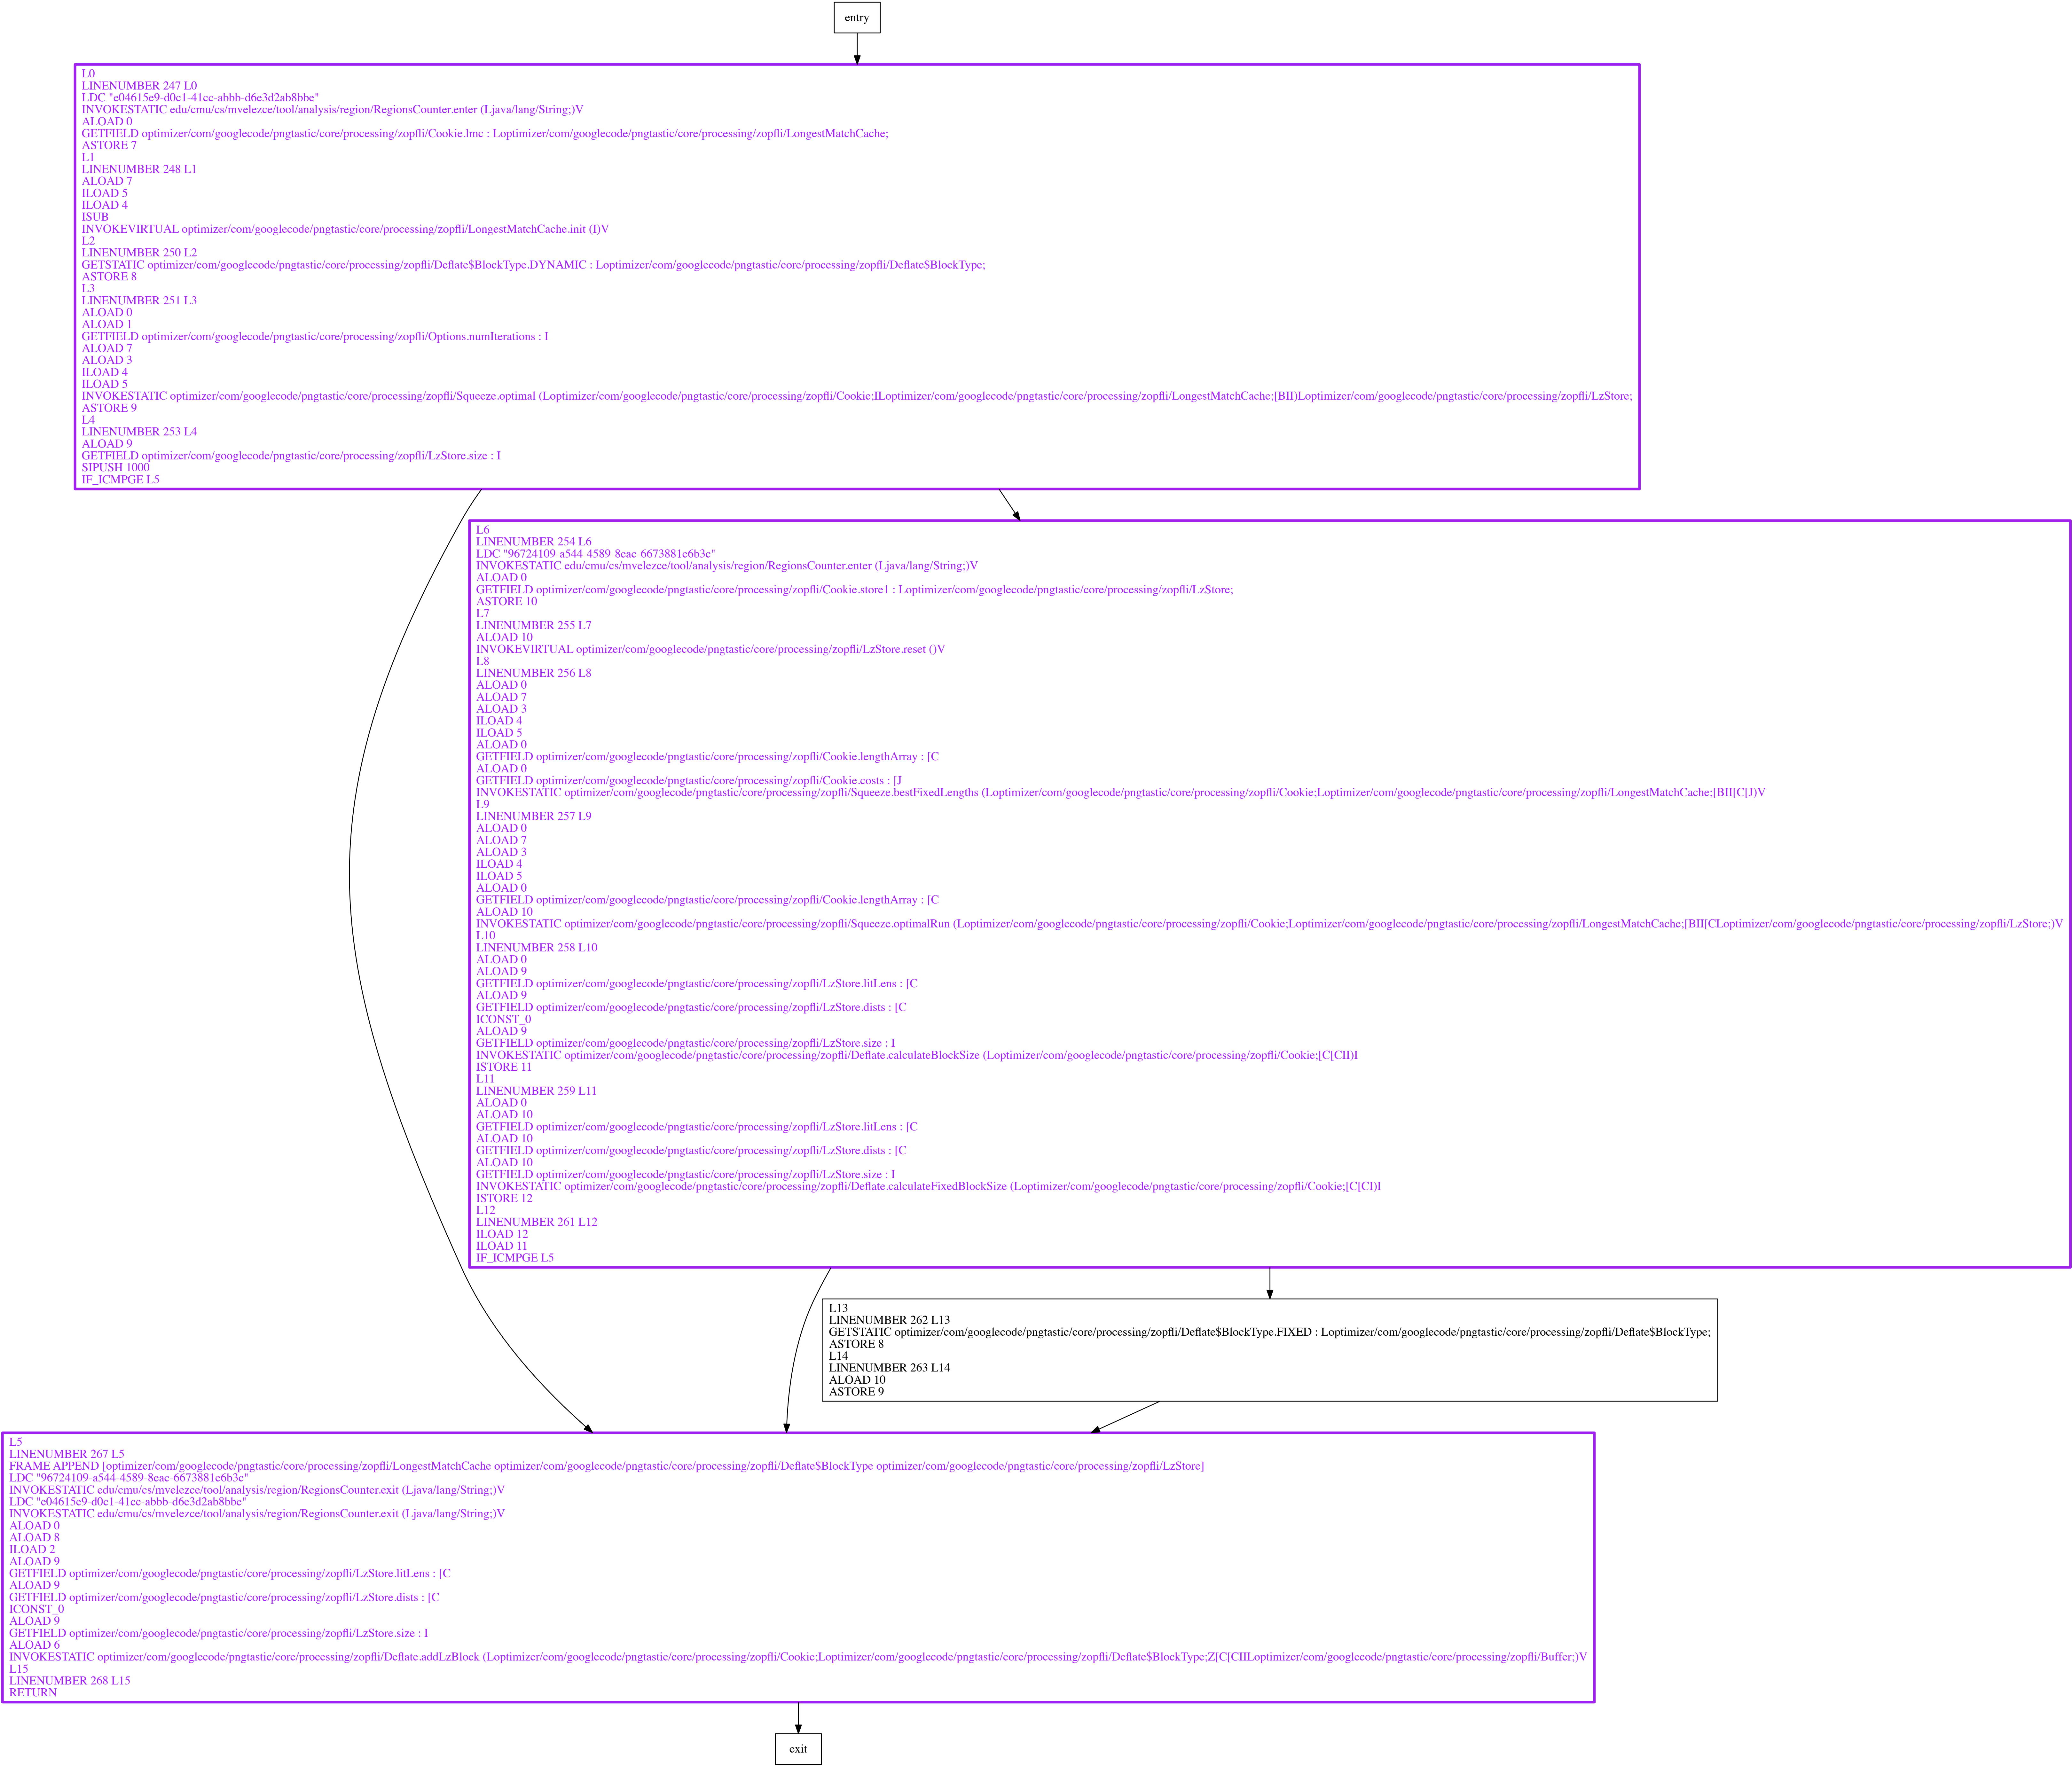 entry
L0
LINENUMBER 247 L0
LDC "e04615e9-d0c1-41cc-abbb-d6e3d2ab8bbe"
INVOKESTATIC edu/cmu/cs/mvelezce/tool/analysis/region/RegionsCounter.enter (Ljava/lang/String;)V
ALOAD 0
GETFIELD optimizer/com/googlecode/pngtastic/core/processing/zopfli/Cookie.lmc : Loptimizer/com/googlecode/pngtastic/core/processing/zopfli/LongestMatchCache;
ASTORE 7
L1
LINENUMBER 248 L1
ALOAD 7
ILOAD 5
ILOAD 4
ISUB
INVOKEVIRTUAL optimizer/com/googlecode/pngtastic/core/processing/zopfli/LongestMatchCache.init (I)V
L2
LINENUMBER 250 L2
GETSTATIC optimizer/com/googlecode/pngtastic/core/processing/zopfli/Deflate$BlockType.DYNAMIC : Loptimizer/com/googlecode/pngtastic/core/processing/zopfli/Deflate$BlockType;
ASTORE 8
L3
LINENUMBER 251 L3
ALOAD 0
ALOAD 1
GETFIELD optimizer/com/googlecode/pngtastic/core/processing/zopfli/Options.numIterations : I
ALOAD 7
ALOAD 3
ILOAD 4
ILOAD 5
INVOKESTATIC optimizer/com/googlecode/pngtastic/core/processing/zopfli/Squeeze.optimal (Loptimizer/com/googlecode/pngtastic/core/processing/zopfli/Cookie;ILoptimizer/com/googlecode/pngtastic/core/processing/zopfli/LongestMatchCache;[BII)Loptimizer/com/googlecode/pngtastic/core/processing/zopfli/LzStore;
ASTORE 9
L4
LINENUMBER 253 L4
ALOAD 9
GETFIELD optimizer/com/googlecode/pngtastic/core/processing/zopfli/LzStore.size : I
SIPUSH 1000
IF_ICMPGE L5
L6
LINENUMBER 254 L6
LDC "96724109-a544-4589-8eac-6673881e6b3c"
INVOKESTATIC edu/cmu/cs/mvelezce/tool/analysis/region/RegionsCounter.enter (Ljava/lang/String;)V
ALOAD 0
GETFIELD optimizer/com/googlecode/pngtastic/core/processing/zopfli/Cookie.store1 : Loptimizer/com/googlecode/pngtastic/core/processing/zopfli/LzStore;
ASTORE 10
L7
LINENUMBER 255 L7
ALOAD 10
INVOKEVIRTUAL optimizer/com/googlecode/pngtastic/core/processing/zopfli/LzStore.reset ()V
L8
LINENUMBER 256 L8
ALOAD 0
ALOAD 7
ALOAD 3
ILOAD 4
ILOAD 5
ALOAD 0
GETFIELD optimizer/com/googlecode/pngtastic/core/processing/zopfli/Cookie.lengthArray : [C
ALOAD 0
GETFIELD optimizer/com/googlecode/pngtastic/core/processing/zopfli/Cookie.costs : [J
INVOKESTATIC optimizer/com/googlecode/pngtastic/core/processing/zopfli/Squeeze.bestFixedLengths (Loptimizer/com/googlecode/pngtastic/core/processing/zopfli/Cookie;Loptimizer/com/googlecode/pngtastic/core/processing/zopfli/LongestMatchCache;[BII[C[J)V
L9
LINENUMBER 257 L9
ALOAD 0
ALOAD 7
ALOAD 3
ILOAD 4
ILOAD 5
ALOAD 0
GETFIELD optimizer/com/googlecode/pngtastic/core/processing/zopfli/Cookie.lengthArray : [C
ALOAD 10
INVOKESTATIC optimizer/com/googlecode/pngtastic/core/processing/zopfli/Squeeze.optimalRun (Loptimizer/com/googlecode/pngtastic/core/processing/zopfli/Cookie;Loptimizer/com/googlecode/pngtastic/core/processing/zopfli/LongestMatchCache;[BII[CLoptimizer/com/googlecode/pngtastic/core/processing/zopfli/LzStore;)V
L10
LINENUMBER 258 L10
ALOAD 0
ALOAD 9
GETFIELD optimizer/com/googlecode/pngtastic/core/processing/zopfli/LzStore.litLens : [C
ALOAD 9
GETFIELD optimizer/com/googlecode/pngtastic/core/processing/zopfli/LzStore.dists : [C
ICONST_0
ALOAD 9
GETFIELD optimizer/com/googlecode/pngtastic/core/processing/zopfli/LzStore.size : I
INVOKESTATIC optimizer/com/googlecode/pngtastic/core/processing/zopfli/Deflate.calculateBlockSize (Loptimizer/com/googlecode/pngtastic/core/processing/zopfli/Cookie;[C[CII)I
ISTORE 11
L11
LINENUMBER 259 L11
ALOAD 0
ALOAD 10
GETFIELD optimizer/com/googlecode/pngtastic/core/processing/zopfli/LzStore.litLens : [C
ALOAD 10
GETFIELD optimizer/com/googlecode/pngtastic/core/processing/zopfli/LzStore.dists : [C
ALOAD 10
GETFIELD optimizer/com/googlecode/pngtastic/core/processing/zopfli/LzStore.size : I
INVOKESTATIC optimizer/com/googlecode/pngtastic/core/processing/zopfli/Deflate.calculateFixedBlockSize (Loptimizer/com/googlecode/pngtastic/core/processing/zopfli/Cookie;[C[CI)I
ISTORE 12
L12
LINENUMBER 261 L12
ILOAD 12
ILOAD 11
IF_ICMPGE L5
L13
LINENUMBER 262 L13
GETSTATIC optimizer/com/googlecode/pngtastic/core/processing/zopfli/Deflate$BlockType.FIXED : Loptimizer/com/googlecode/pngtastic/core/processing/zopfli/Deflate$BlockType;
ASTORE 8
L14
LINENUMBER 263 L14
ALOAD 10
ASTORE 9
L5
LINENUMBER 267 L5
FRAME APPEND [optimizer/com/googlecode/pngtastic/core/processing/zopfli/LongestMatchCache optimizer/com/googlecode/pngtastic/core/processing/zopfli/Deflate$BlockType optimizer/com/googlecode/pngtastic/core/processing/zopfli/LzStore]
LDC "96724109-a544-4589-8eac-6673881e6b3c"
INVOKESTATIC edu/cmu/cs/mvelezce/tool/analysis/region/RegionsCounter.exit (Ljava/lang/String;)V
LDC "e04615e9-d0c1-41cc-abbb-d6e3d2ab8bbe"
INVOKESTATIC edu/cmu/cs/mvelezce/tool/analysis/region/RegionsCounter.exit (Ljava/lang/String;)V
ALOAD 0
ALOAD 8
ILOAD 2
ALOAD 9
GETFIELD optimizer/com/googlecode/pngtastic/core/processing/zopfli/LzStore.litLens : [C
ALOAD 9
GETFIELD optimizer/com/googlecode/pngtastic/core/processing/zopfli/LzStore.dists : [C
ICONST_0
ALOAD 9
GETFIELD optimizer/com/googlecode/pngtastic/core/processing/zopfli/LzStore.size : I
ALOAD 6
INVOKESTATIC optimizer/com/googlecode/pngtastic/core/processing/zopfli/Deflate.addLzBlock (Loptimizer/com/googlecode/pngtastic/core/processing/zopfli/Cookie;Loptimizer/com/googlecode/pngtastic/core/processing/zopfli/Deflate$BlockType;Z[C[CIILoptimizer/com/googlecode/pngtastic/core/processing/zopfli/Buffer;)V
L15
LINENUMBER 268 L15
RETURN
exit